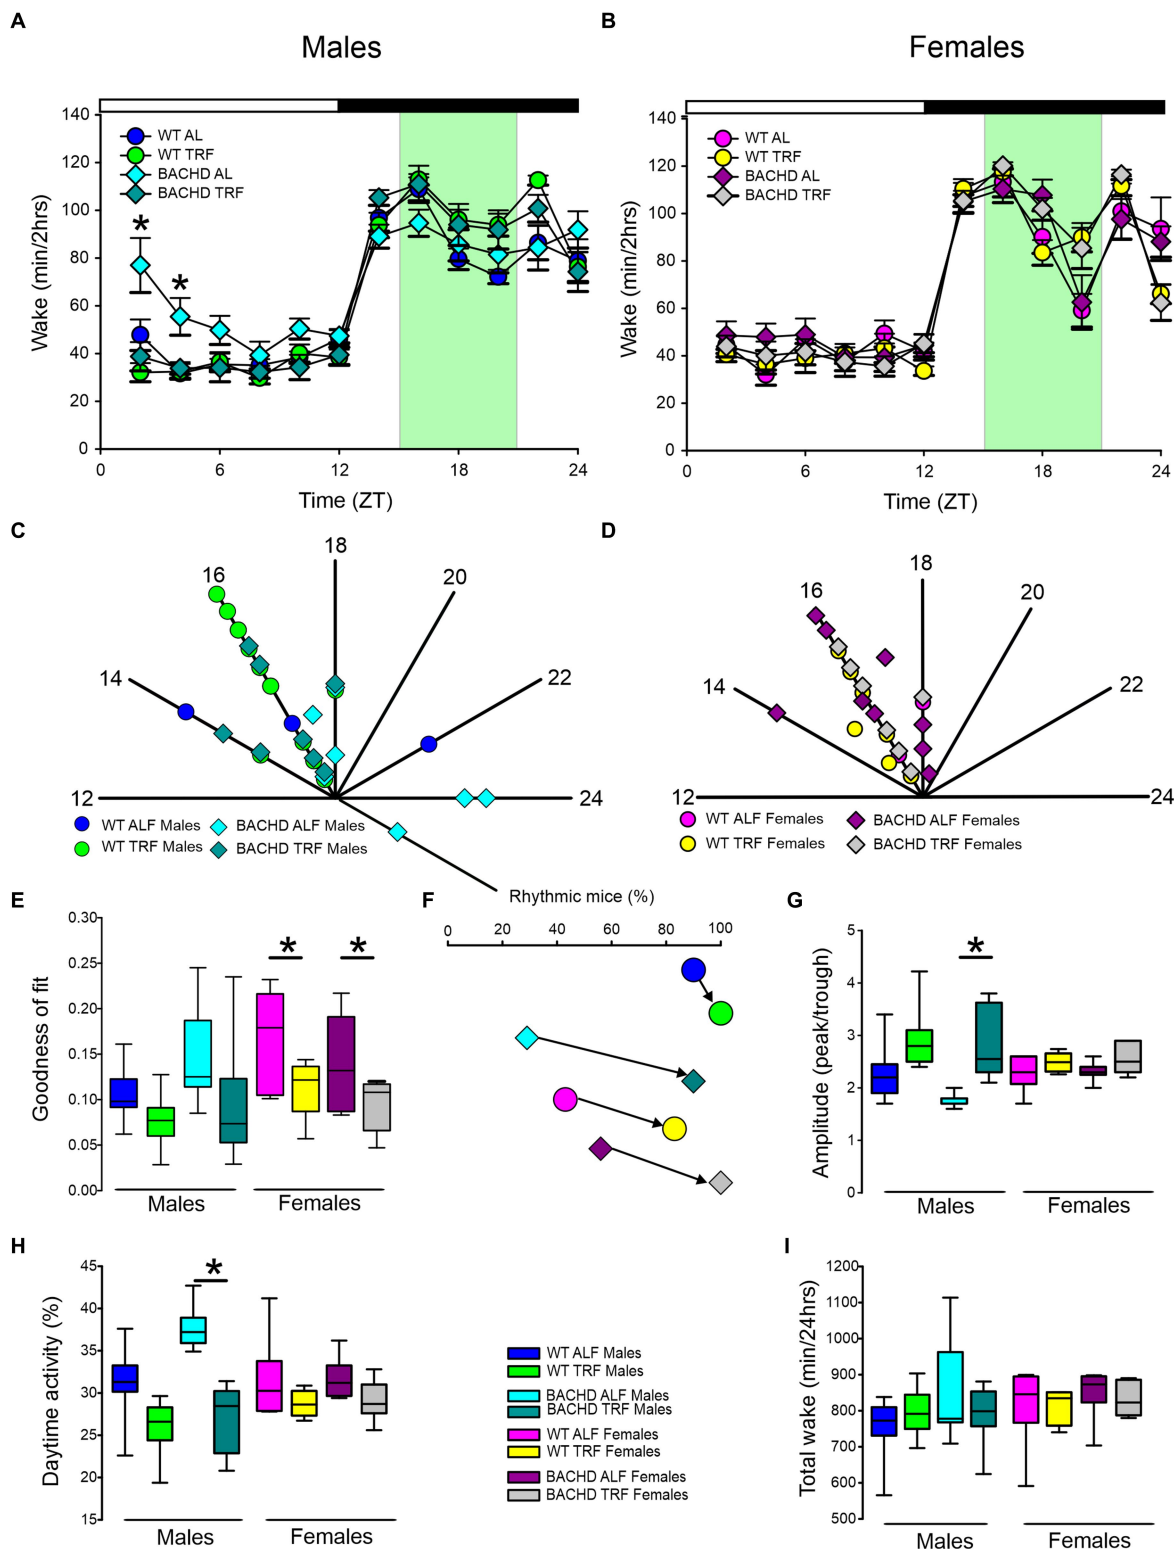 A
B
Males
Females
140
120
100
80
60
40
20
0
Wake (min/2hrs)
WT AL
WT TRF
BACHD AL
BACHD TRF
*
*
0
6
12
18
24
Time (ZT)
140
120
100
80
60
40
20
0
Wake (min/2hrs)
WT AL
WT TRF
BACHD AL
BACHD TRF
0
6
12
18
24
Time (ZT)
C
12
14
16
18
20
22
24
WT ALF Males
BACHD ALF Males
WT TRF Males
BACHD TRF Males
D
12
14
16
18
20
22
24
WT ALF Females
BACHD ALF Females
WT TRF Females
BACHD TRF Females
E
0.30
0.25
0.20
0.15
0.10
0.05
0.00
Goodness of fit
*
*
Males
Females
F
Rhythmic mice (%)
0
20
40
60
80
100
G
5
4
3
2
1
0
Amplitude (peak/trough)
*
Males
Females
H
45
40
35
30
25
20
15
Daytime activity (%)
*
Males
Females
WT ALF Males
WT TRF Males
BACHD ALF Males
BACHD TRF Males
WT ALF Females
WT TRF Females
BACHD ALF Females
BACHD TRF Females
I
1200
1100
1000
900
800
700
600
500
Total wake (min/24hrs)
Males
Females